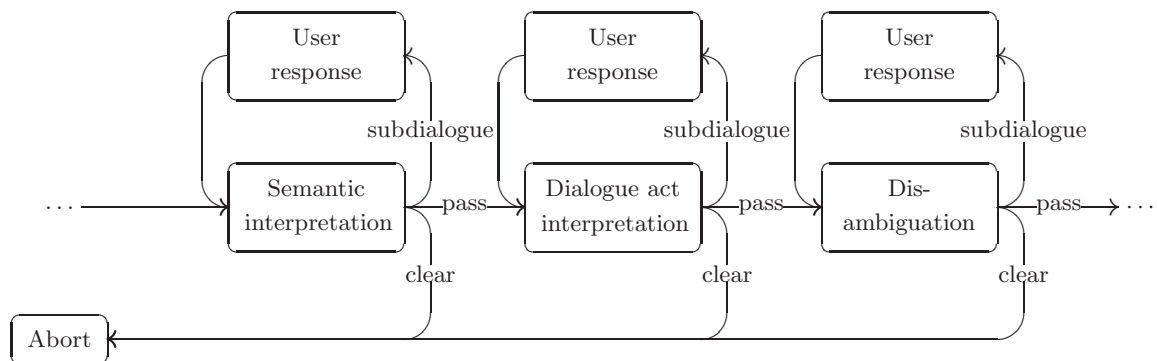 User
response
User
response
User
response
subdialogue
subdialogue
subdialogue
Semantic
interpretation
Dialogue act
interpretation
Dis-
ambiguation
...
pass
pass
pass
...
clear
clear
clear
Abort